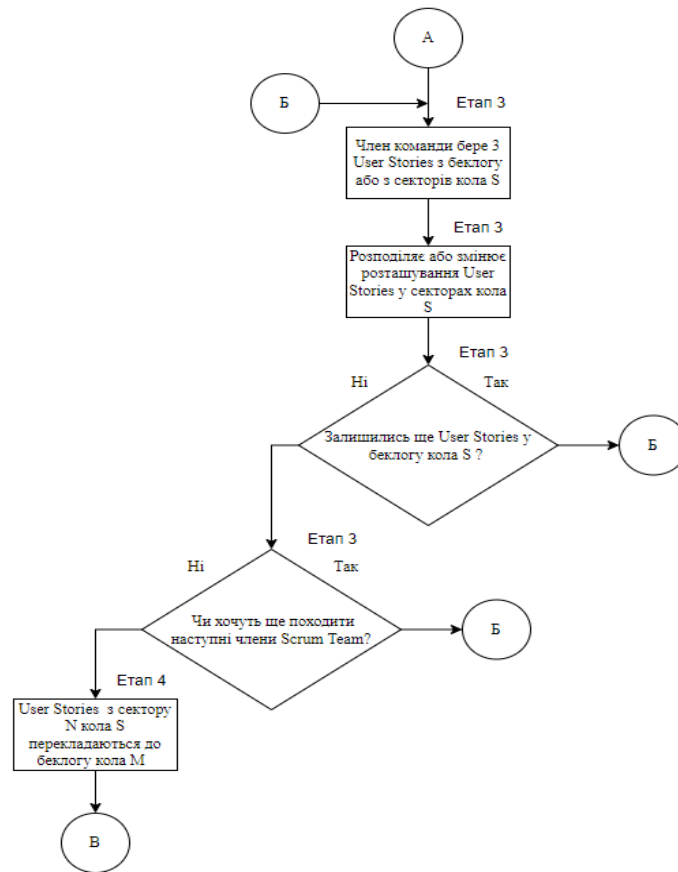 А
Б
Етап 3
Член команди бере 3
User Stories з беклогу
або з секторів кола S
Етап 3
Розподіляє або змінює
розташування User
Stories у секторах кола
S
Етап 3
Ні
Так
Залишились ще User Stories у
беклогу кола S ?
Б
Етап 3
Ні
Так
Чи хочуть ще походити
наступні члени Scrum Team?
Б
Етап 4
User Stories з сектору
N кола S
перекладаються до
беклогу кола M
В